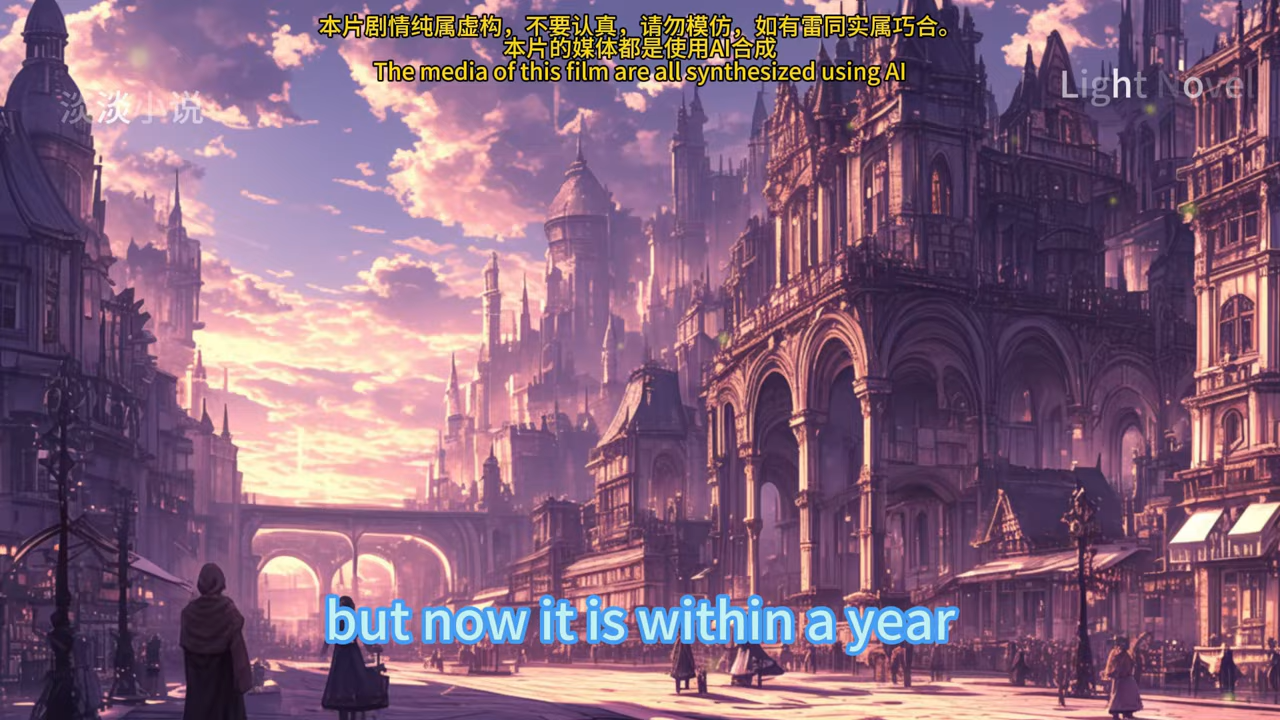 本片剧情纯属虚构，不要认真，请勿模仿，如有雷同实属巧合。
本片的媒体都是使用AI合成
The media of this film are all synthesized using AI
淡淡小说
Light Novel
but now it is within a year